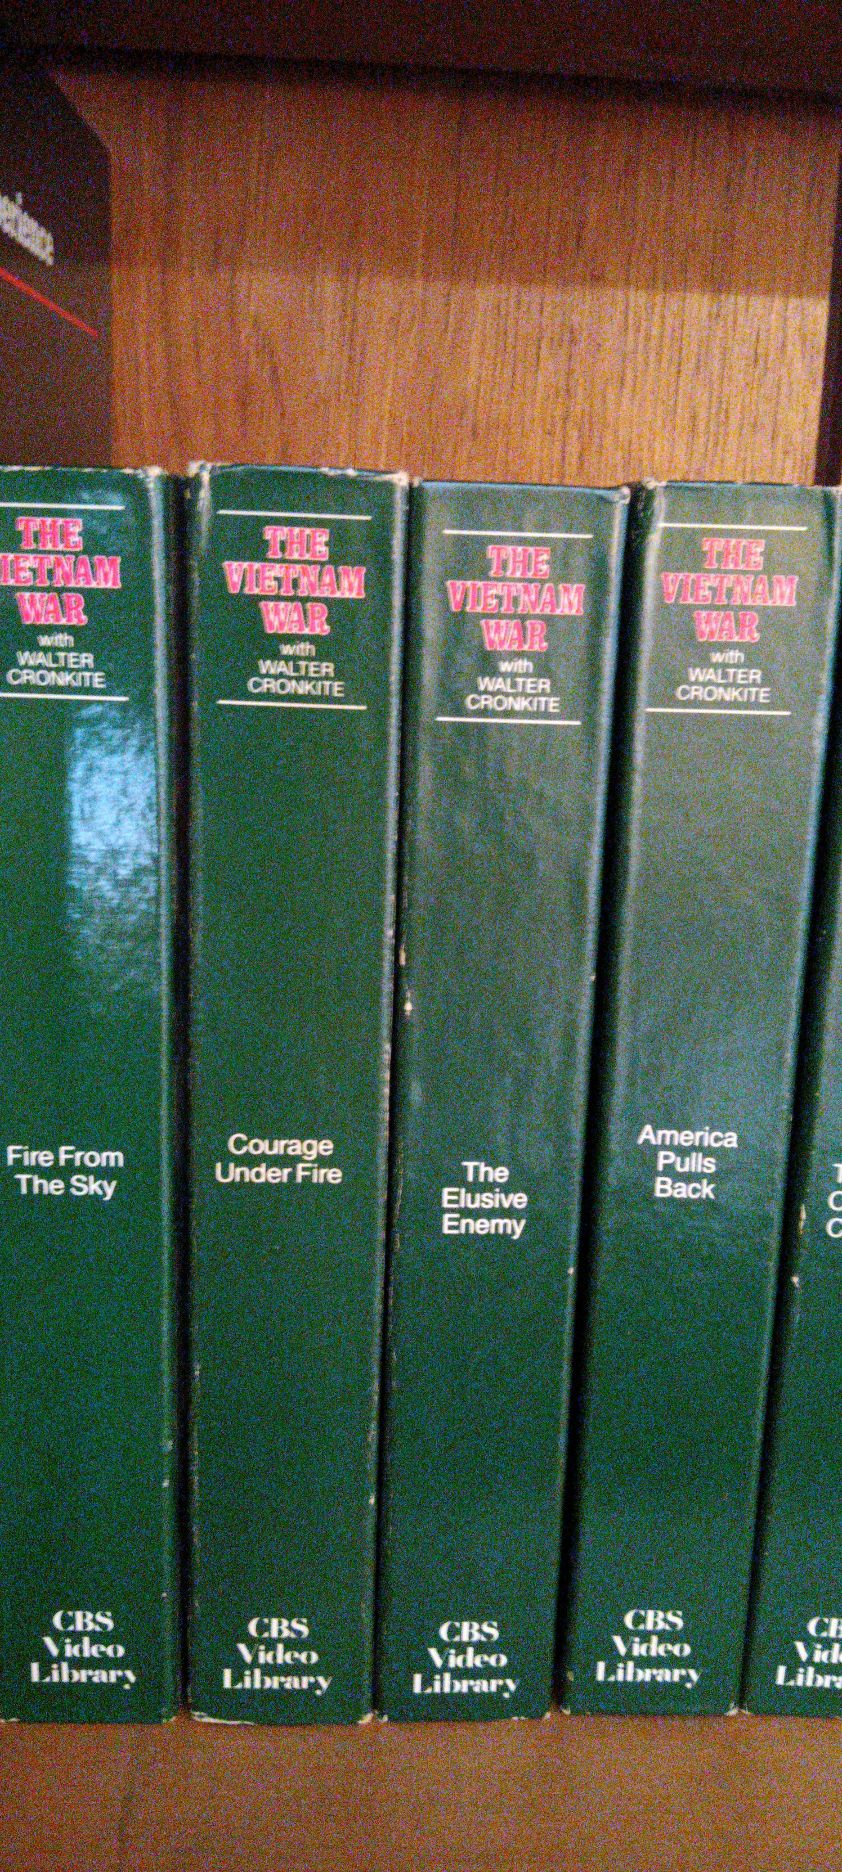 THE
VIETNAM
WAR
with
WALTER
CRONKITE
Fire From
The Sky
CBS
Video
Library
THE
VIETNAM
WAR
with
WALTER
CRONKITE
Courage
Under Fire
CBS
Video
Library
THE
VIETNAM
WAR
with
WALTER
CRONKITE
The
Elusive
Enemy
CBS
Video
Library
THE
VIETNAM
WAR
with
WALTER
CRONKITE
America
Pulls
Back
CBS
Video
Library